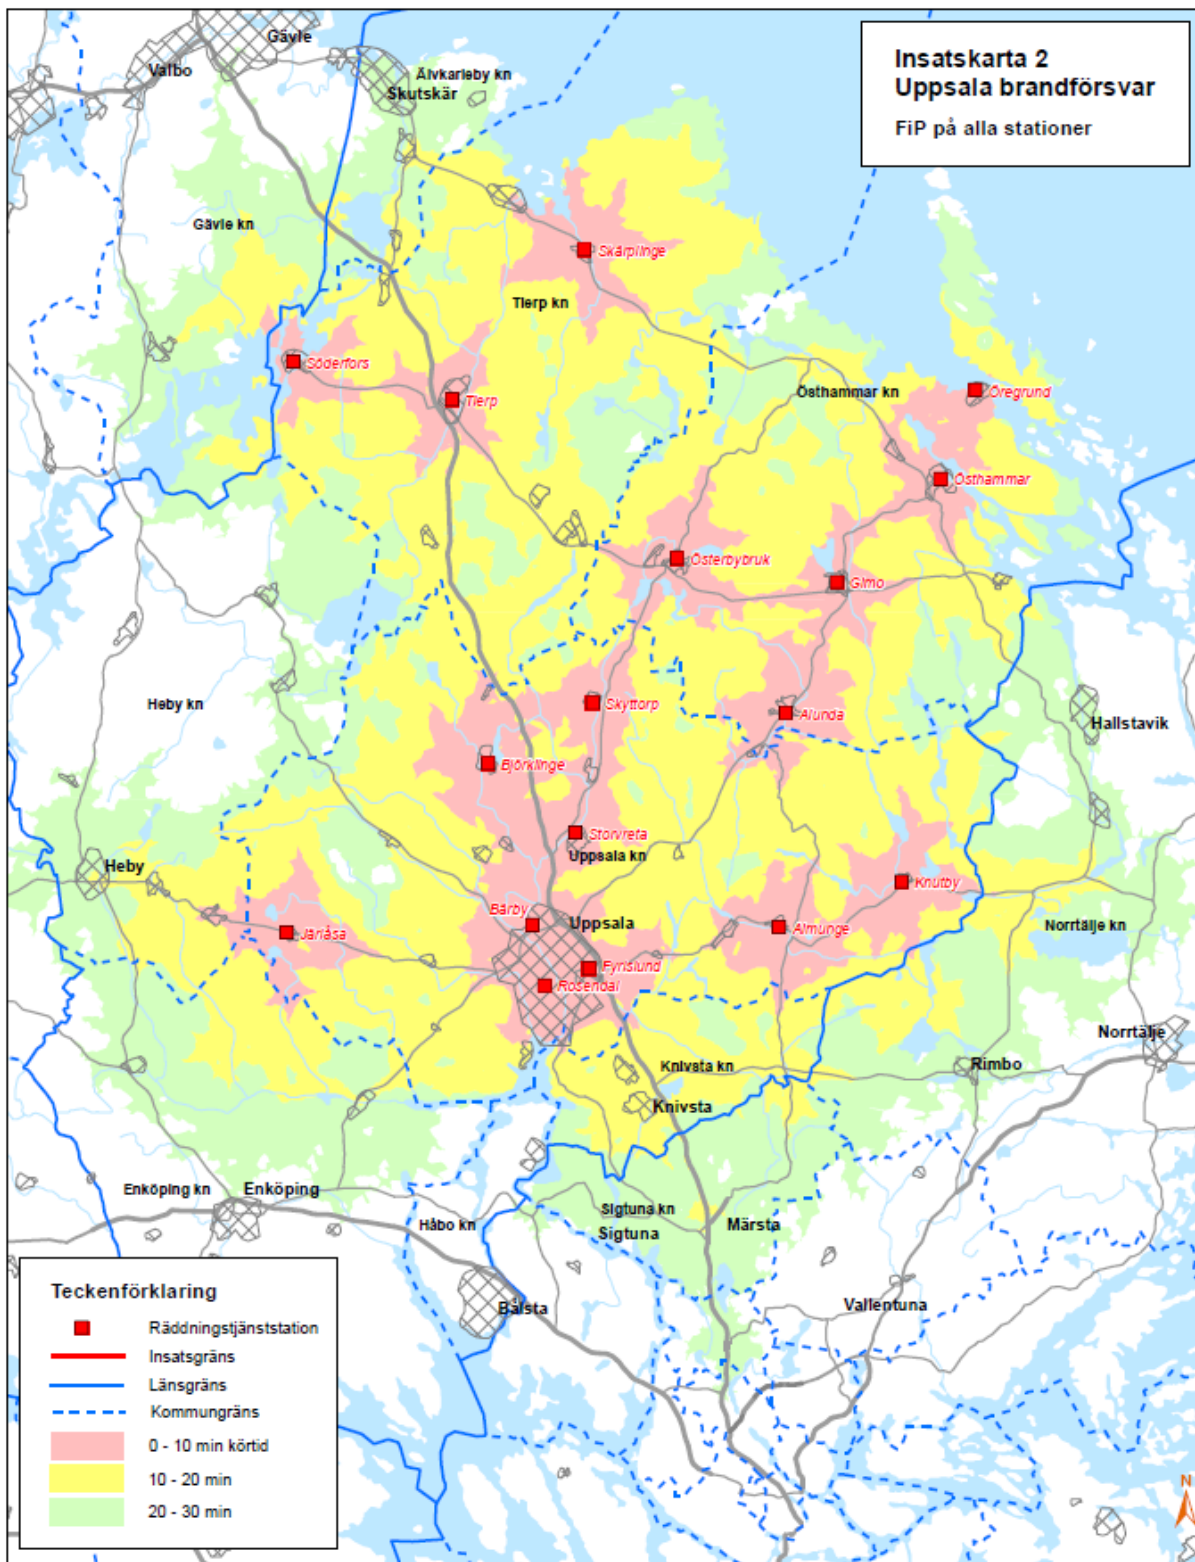 Insatskarta 2
Uppsala brandförsvar
FiP på alla stationer
Gävle
Valbo
Älvkarleby kn
Skutskär
Gävle kn
Skärplinge
Tierp kn
Söderfors
Tierp
Östhammar kn
Öregrund
Östhammar
Österbybruk
Gimo
Heby kn
Skyttorp
Alunda
Hallstavik
Björklinge
Storvreta
Uppsala kn
Heby
Knutby
Bärby
Uppsala
Järlåsa
Almunge
Norrtälje kn
Fyrislund
Rosendal
Norrtälje
Knivsta kn
Rimbo
Knivsta
Enköping kn
Enköping
Håbo kn
Sigtuna kn
Sigtuna
Märsta
Bålsta
Vallentuna
Teckenförklaring
Räddningstjänststation
Insatsgräns
Länsgräns
Kommungräns
0 - 10 min körtid
10 - 20 min
20 - 30 min
N